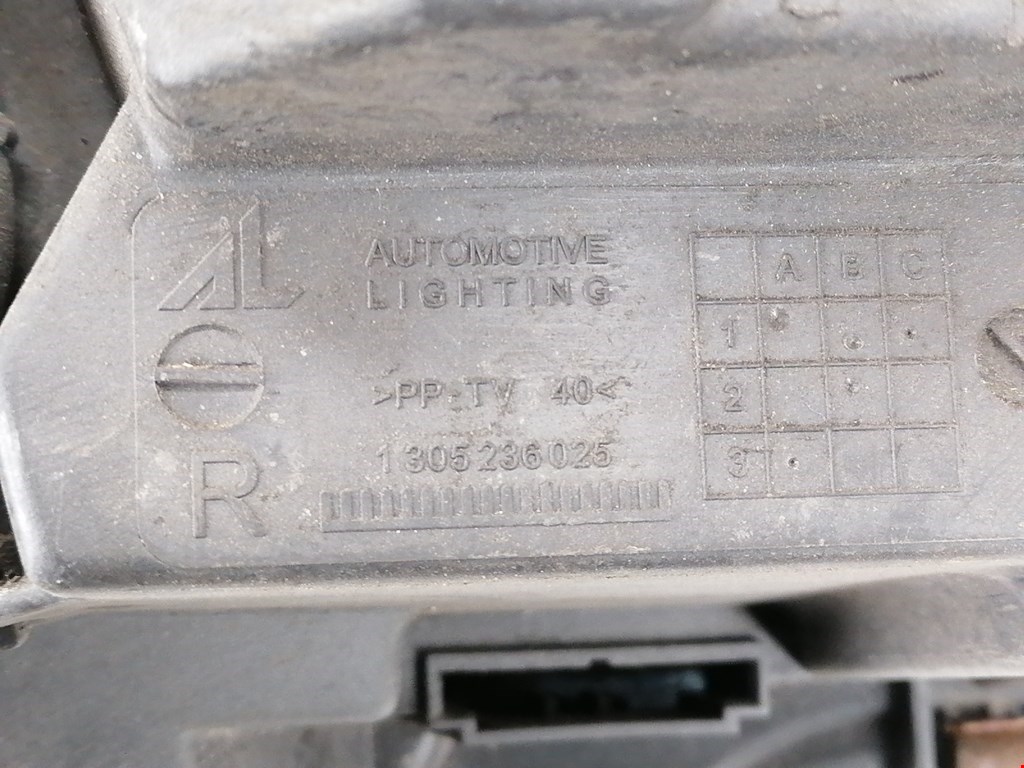 AL
AUTOMOTIVE
LIGHTING
>PP-TV 40<
1 305 236 025
R
A B C
1
2
3